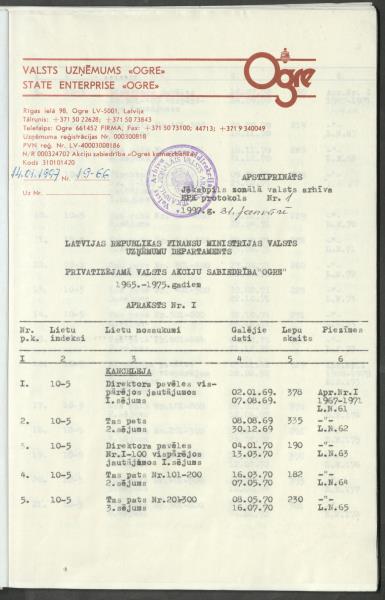 VALSTS UZŅĒMUMS «OGRE»
STATE ENTERPRISE «OGRE»
Ogre
Rīgas ielā 98, Ogre LV-5001, Latvija
Tālrunis: +371 50 22628; +371 50 73843
Telefakss: Ogre 661452 FIRMA; Fax: +371 50 73100; 44713; +371 9 340049
Uzņēmuma reģistrācijas Nr. 000300818
PVN reģ. Nr. LV-40003008186
N/R 000324702 Akciju sabiedrība «Ogres komercbanka»
Kods 310101420
14.01.1997 Nr. 19-66
Uz Nr.
APSTIPRINĀTS
Jēkabpils zonālā valsts arhīva
EPK protokols Nr. 1
1997.g. 31. janvārī
LATVIJAS REPUBLIKAS FINANSU MINISTRIJAS VALSTS
UZŅĒMUMU DEPARTAMENTS
PRIVATIZĒJAMĀ VALSTS AKCIJU SABIEDRĪBA"OGRE"
1965.-1975.gadiem
APRAKSTS Nr. I
Nr. p.k. Lietu indeksi Lietu nosaukumi Galējie dati Lapu skaits Piezīmes
I 2 3 4 5 6
KANCELEJA
I. 10-5 Direktora pavēles vis-
pārējos jautājumos 02.01.69. 378 Apr.Nr.I
I.sējums 07.08.69. 1967-1971
L.N.61
2. 10-5 Tas pats 08.08.69 335 -"-
2.sējums 30.12.69 L.N.62
3. 10-5 Direktora pavēles 04.01.70 190 -"-
Nr.I-100 vispārējos 13.03.70 L.N.63
jautājumos I.sējums
4. 10-5 Tas pats Nr.101-200 16.03.70 182 -"-
2.sējums 07.05.70 L.N.64
5. 10-5 Tas pats Nr.201-300 08.05.70 230 -"-
3.sējums 16.07.70 L.N.65